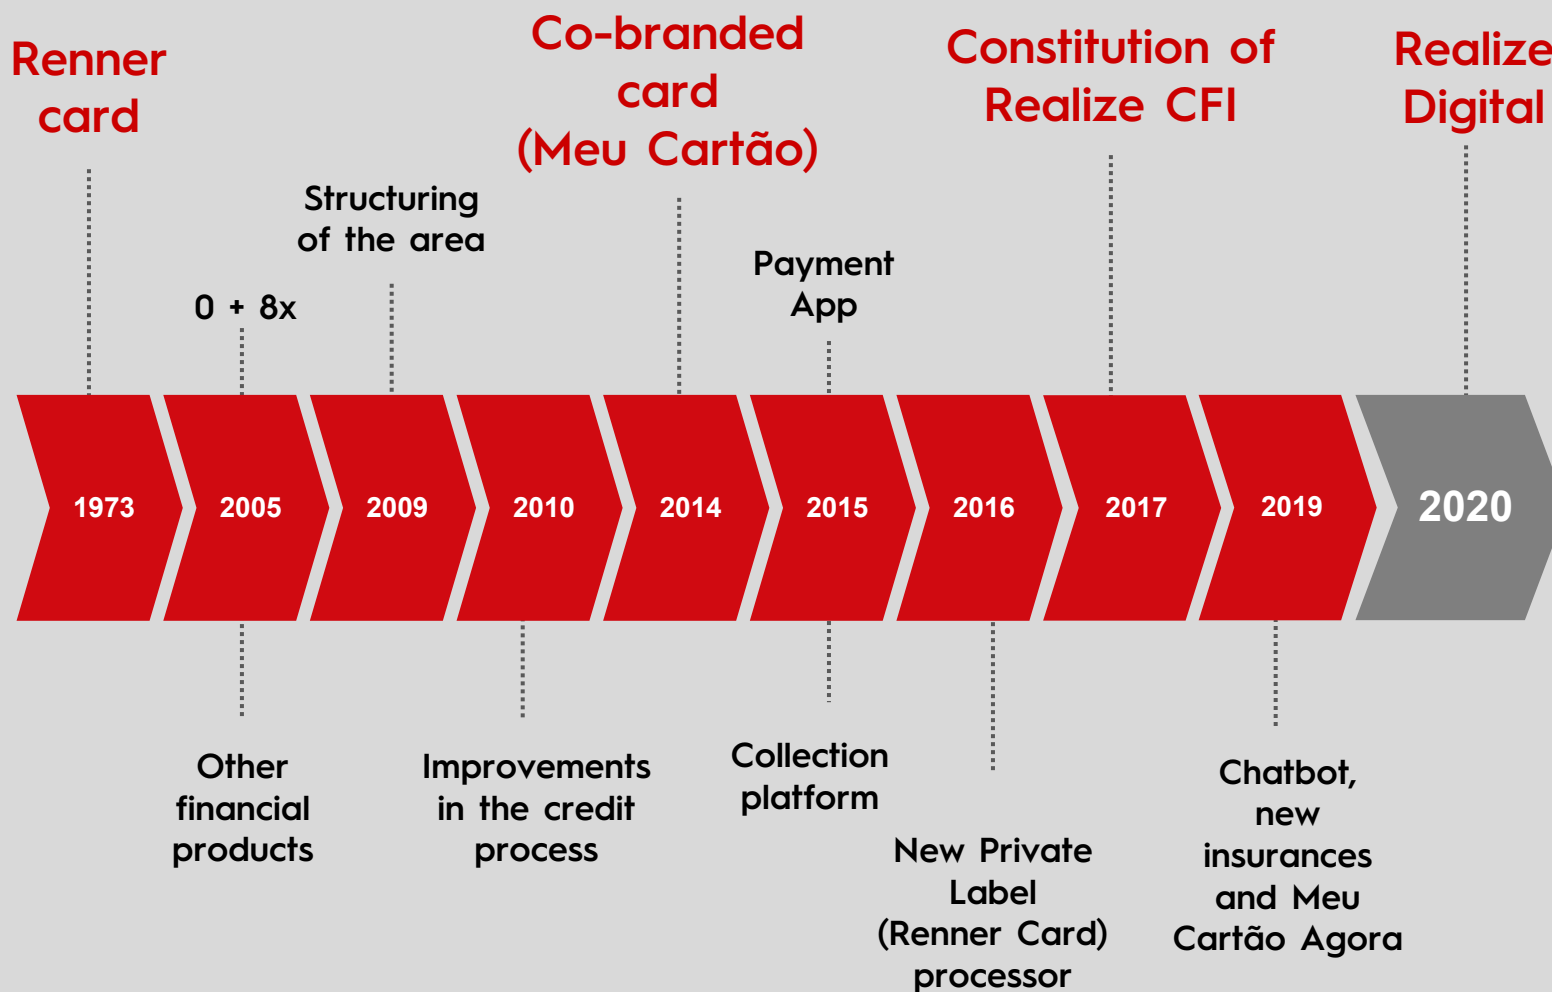 Renner
card
Co-branded
card
(Meu Cartão)
Constitution of
Realize CFI
Realize
Digital
Structuring
of the area
0 + 8x
Payment
App
1973
2005
2009
2010
2014
2015
2016
2017
2019
2020
Other
financial
products
Improvements
in the credit
process
Collection
platform
New Private
Label
(Renner Card)
processor
Chatbot,
new
insurances
and Meu
Cartão Agora